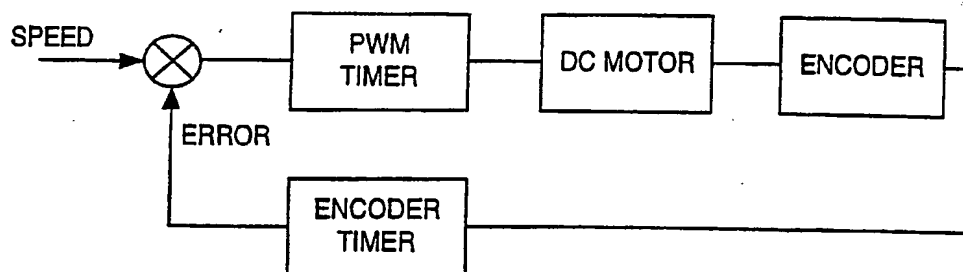 SPEED
PWM
TIMER
DC MOTOR
ENCODER
ERROR
ENCODER
TIMER